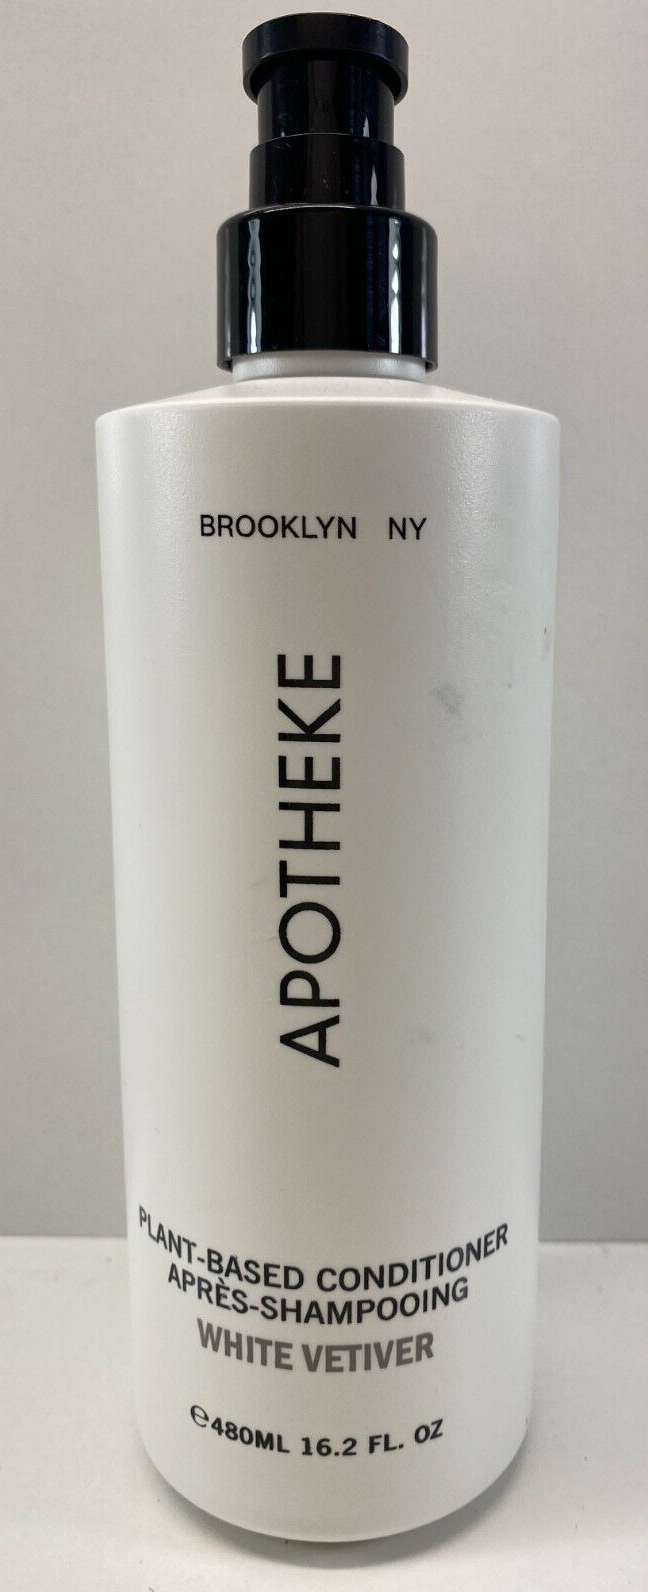 BROOKLYN NY
APOTHEKE
PLANT-BASED CONDITIONER
APRÈS-SHAMPOOING
WHITE VETIVER
℮480ML 16.2 FL. OZ